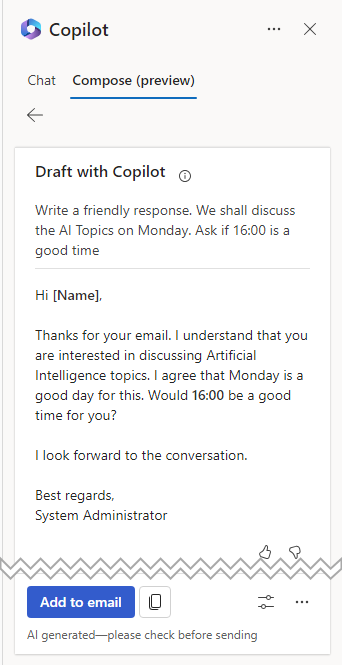 Copilot
Chat Compose (preview)
Draft with Copilot
Write a friendly response. We shall discuss
the AI Topics on Monday. Ask if 16:00 is a
good time
Hi [Name],
Thanks for your email. I understand that you
are interested in discussing Artificial
Intelligence topics. I agree that Monday is a
good day for this. Would 16:00 be a good
time for you?
I look forward to the conversation.
Best regards,
System Administrator
Add to email
AI generated—please check before sending